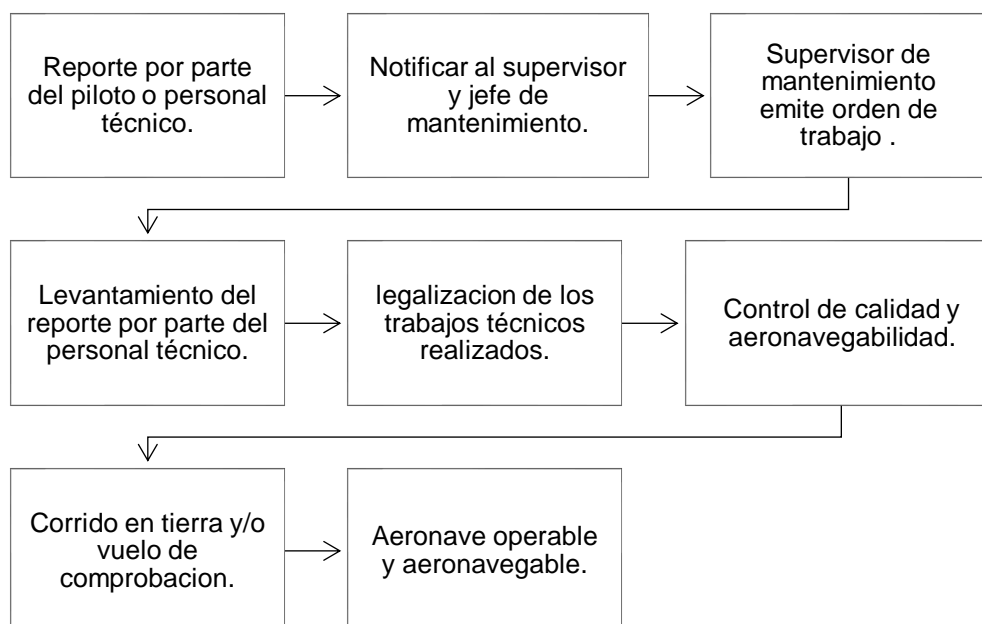 Reporte por parte
del piloto o personal
técnico.
Notificar al supervisor
y jefe de
mantenimiento.
Supervisor de
mantenimiento
emite orden de
trabajo .
Levantamiento del
reporte por parte del
personal técnico.
legalizacion de los
trabajos técnicos
realizados.
Control de calidad y
aeronavegabilidad.
Corrido en tierra y/o
vuelo de
comprobacion.
Aeronave operable
y aeronavegable.